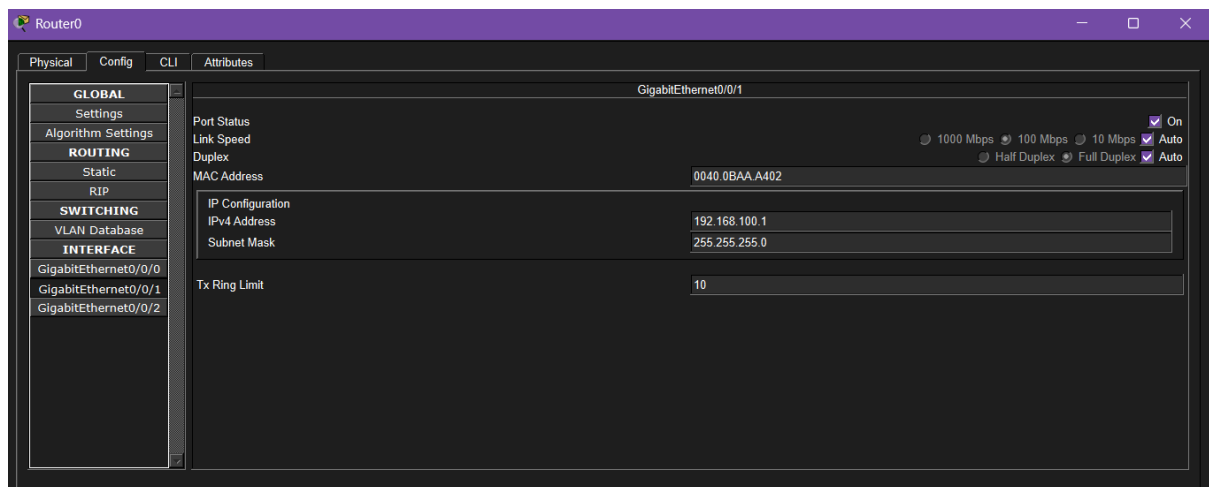 Router0
Physical Config CLI Attributes
GLOBAL
Settings
Algorithm Settings
ROUTING
Static
RIP
SWITCHING
VLAN Database
INTERFACE
GigabitEthernet0/0/0
GigabitEthernet0/0/1
GigabitEthernet0/0/2
GigabitEthernet0/0/1
Port Status On
Link Speed 1000 Mbps 100 Mbps 10 Mbps Auto
Duplex Half Duplex Full Duplex Auto
MAC Address 0040.0BAA.A402
IP Configuration
IPv4 Address 192.168.100.1
Subnet Mask 255.255.255.0
Tx Ring Limit 10